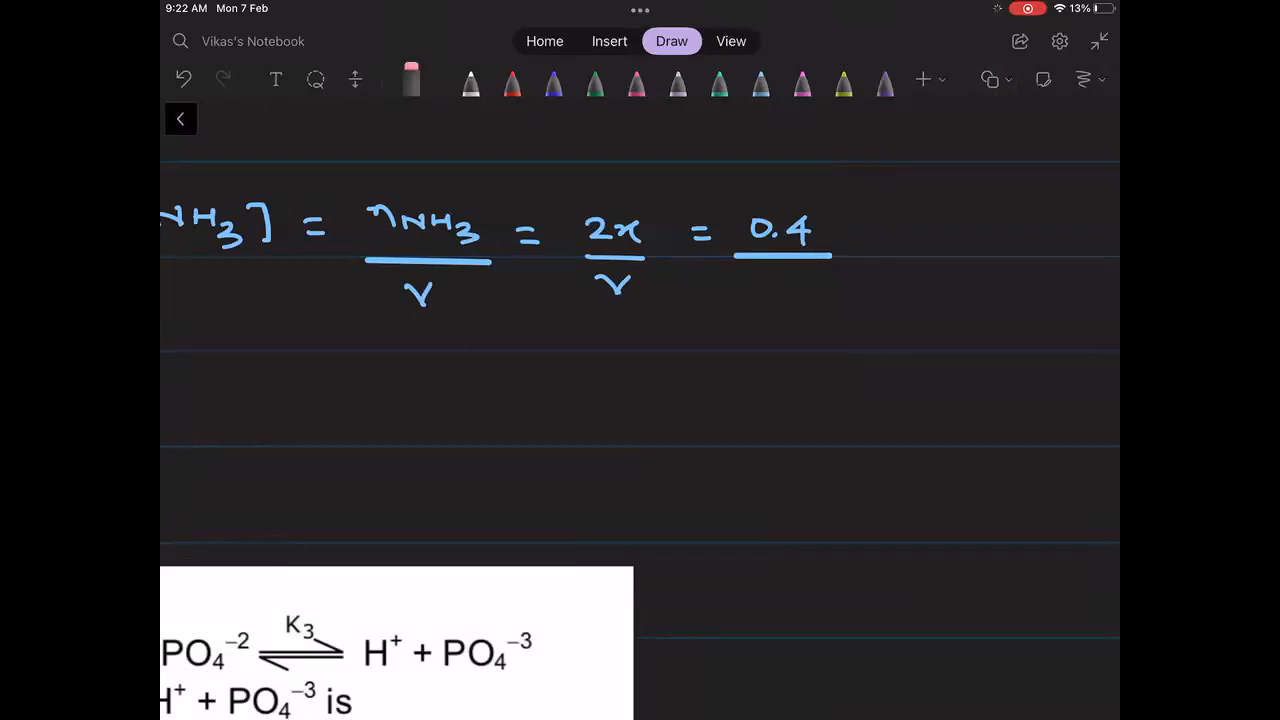 9:22 AM Mon 7 Feb
13%
Vikas's Notebook
Home Insert Draw View
NH3] = nNH3 / V = 2x / V = 0.4
K3
PO4⁻² ⇌ H⁺ + PO4⁻³
H⁺ + PO4⁻³ is